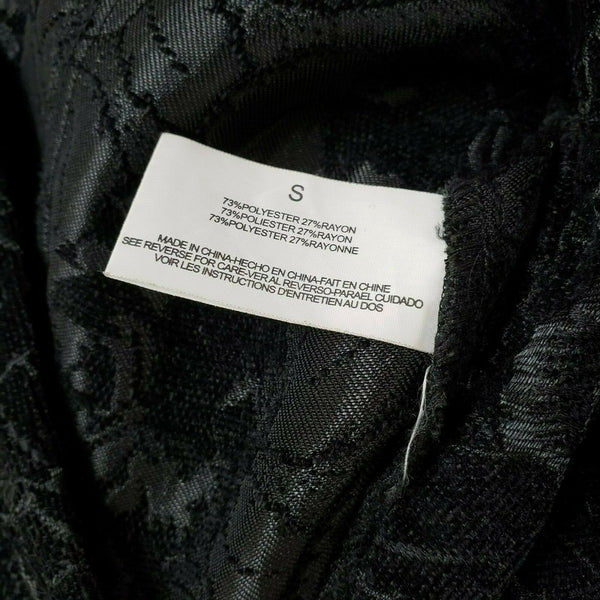 S
73%POLYESTER 27%RAYON
73%POLIESTER 27%RAYON
73%POLYESTER 27%RAYONNE
MADE IN CHINA-HECHO EN CHINA-FAIT EN CHINE
SEE REVERSE FOR CARE-VER AL REVERSO-PARAEL CUIDADO
VOIR LES INSTRUCTIONS D'ENTRETIEN AU DOS